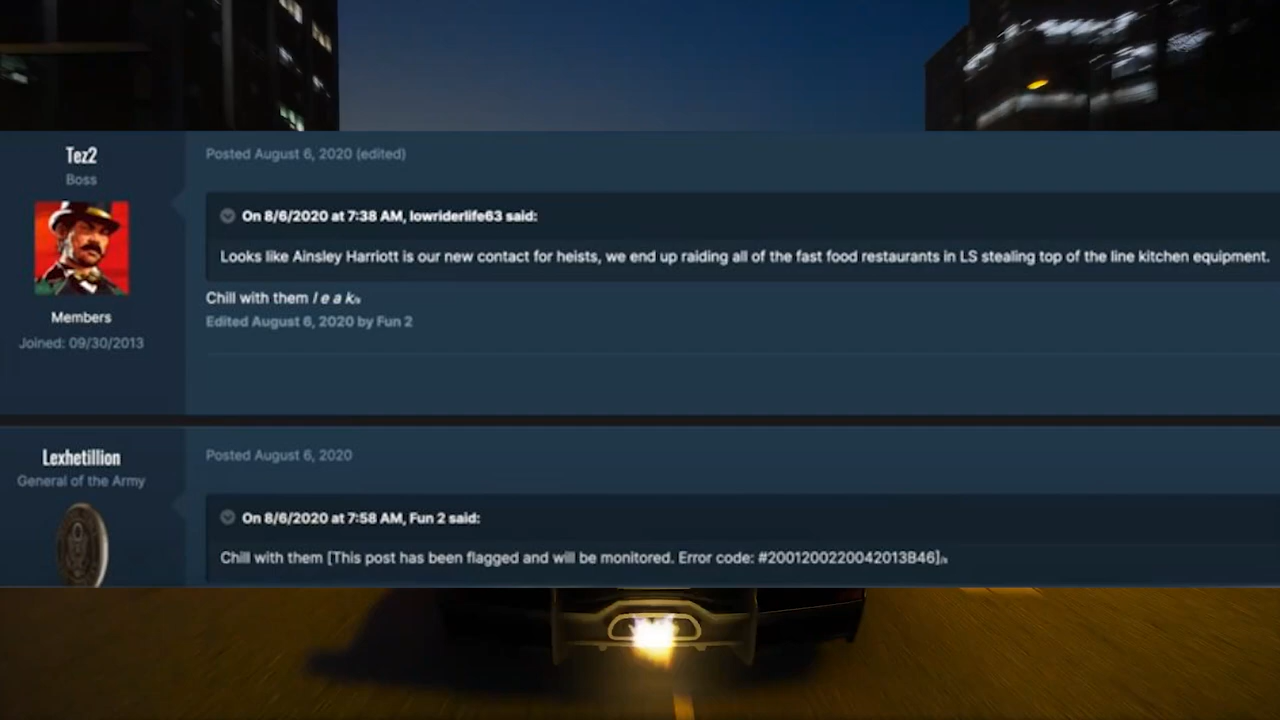 Tez2
Boss
Members
Joined: 09/30/2013
Posted August 6, 2020 (edited)
On 8/6/2020 at 7:38 AM, lowriderlife63 said:
Looks like Ainsley Harriott is our new contact for heists, we end up raiding all of the fast food restaurants in LS stealing top of the line kitchen equipment.
Chill with them l e a k/s
Edited August 6, 2020 by Fun 2
Lexhetillion
General of the Army
Posted August 6, 2020
On 8/6/2020 at 7:58 AM, Fun 2 said:
Chill with them [This post has been flagged and will be monitored. Error code: #2001200220042013B46]/s